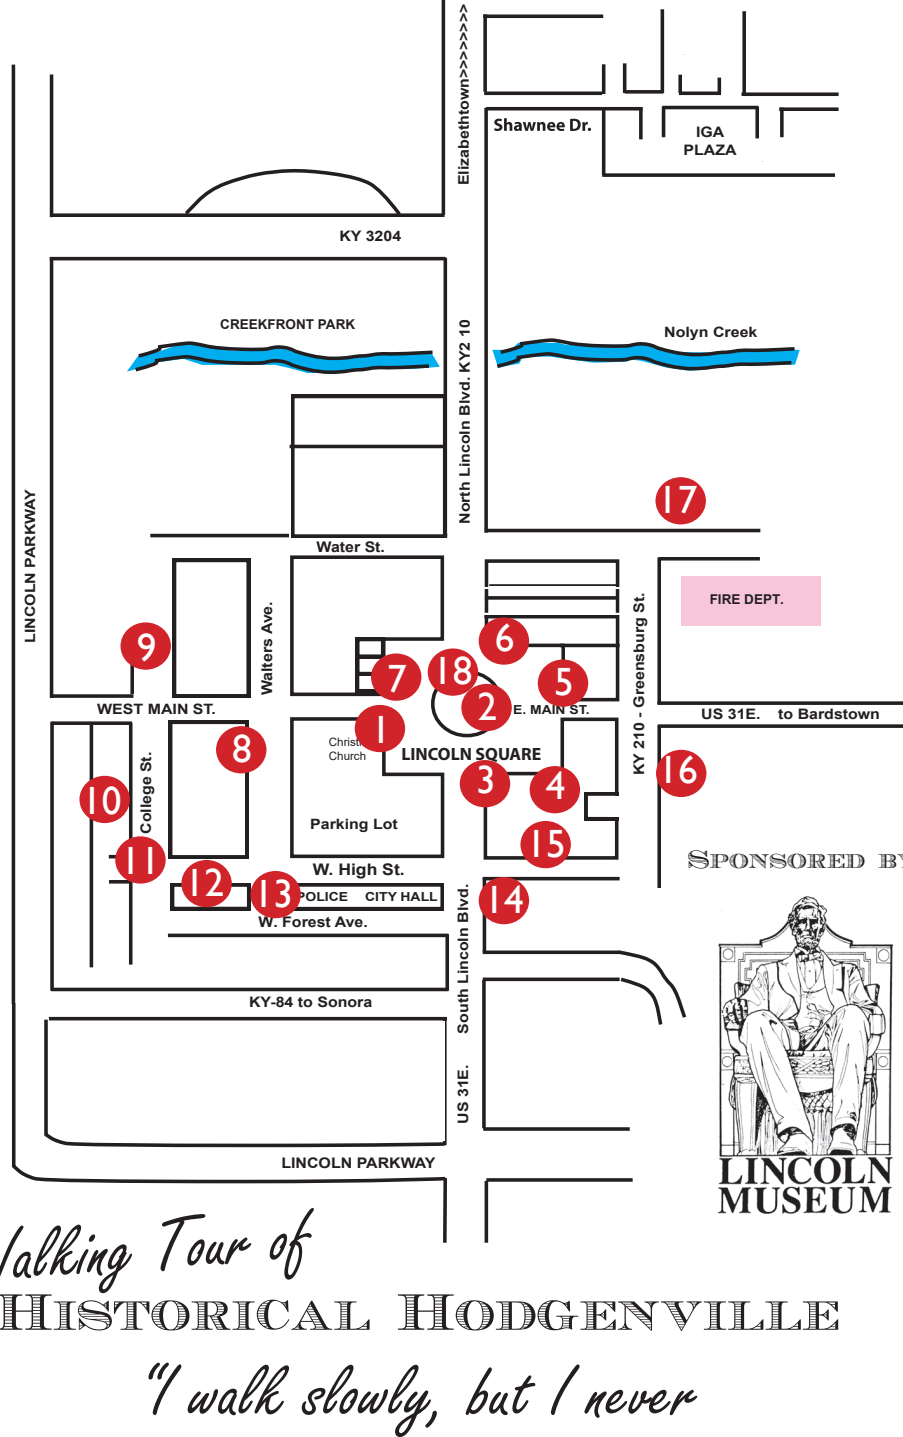 Elizabethtown>>>>>>>
Shawnee Dr.
IGA
PLAZA
KY 3204
CREEKFRONT PARK
Nolyn Creek
North Lincoln Blvd. KY2 10
LINCOLN PARKWAY
17
Water St.
FIRE DEPT.
Walters Ave.
KY 210 - Greensburg St.
9
6
7
18
5
2
WEST MAIN ST.
E. MAIN ST.
US 31E. to Bardstown
1
8
Church
LINCOLN SQUARE
3
4
16
10
College St.
Parking Lot
15
11
W. High St.
SPONSORED BY
12
13
POLICE CITY HALL
14
W. Forest Ave.
South Lincoln Blvd.
KY-84 to Sonora
US 31E.
LINCOLN PARKWAY
LINCOLN
MUSEUM
Walking Tour of
HISTORICAL HODGENVILLE
"I walk slowly, but I never